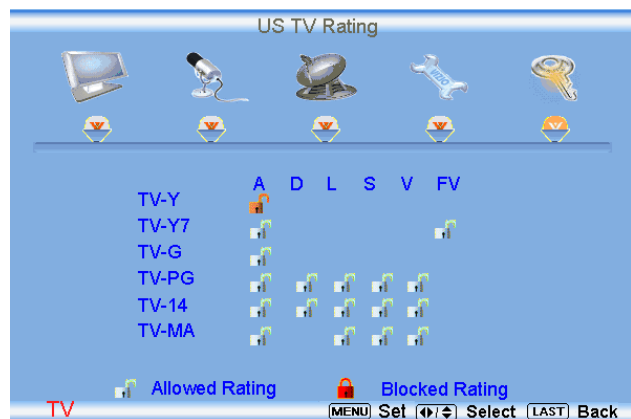 US TV Rating
VIZIO
A D L S V FV
TV-Y
TV-Y7
TV-G
TV-PG
TV-14
TV-MA
Allowed Rating Blocked Rating
TV MENU Set Select LAST Back